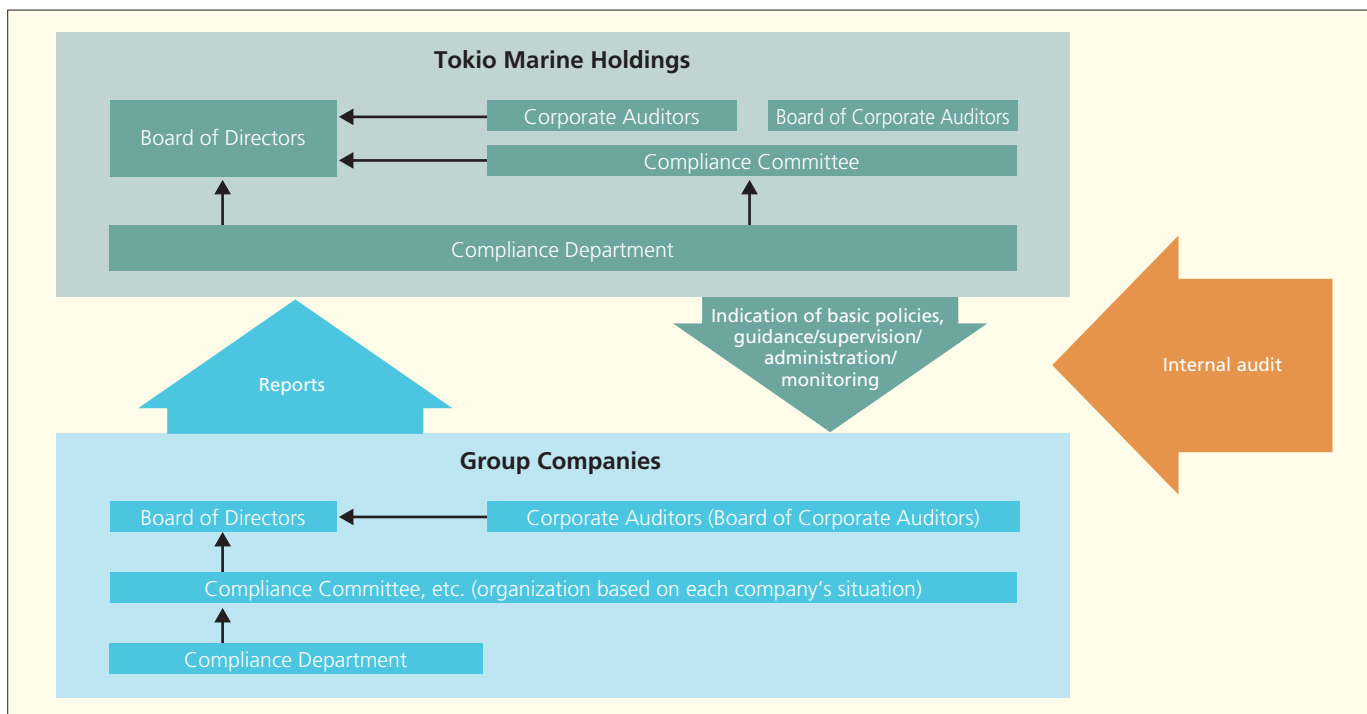 Tokio Marine Holdings
Board of Directors
Corporate Auditors
Board of Corporate Auditors
Compliance Committee
Compliance Department
Indication of basic policies,
guidance/supervision/
administration/
monitoring
Internal audit
Reports
Group Companies
Board of Directors
Corporate Auditors (Board of Corporate Auditors)
Compliance Committee, etc. (organization based on each company's situation)
Compliance Department